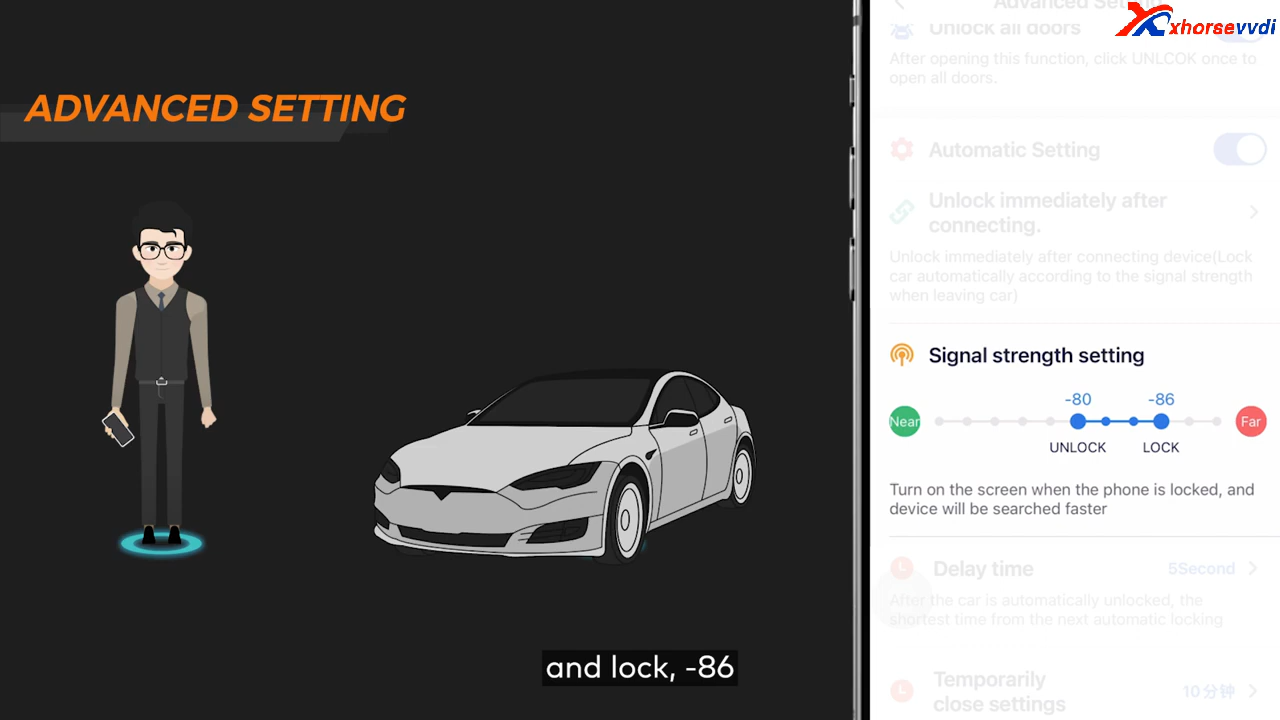 Advanced Setting
xhorsevvdi
Unlock all doors
After opening this function, click UNLCOK once to
open all doors.
ADVANCED SETTING
Automatic Setting
Unlock immediately after
connecting.
Unlock immediately after connecting device(Lock
car automatically according to the signal strength
when leaving car)
Signal strength setting
-80 -86
Near Far
UNLOCK LOCK
Turn on the screen when the phone is locked, and
device will be searched faster
Delay time 5Second
After the car is automatically unlocked, the
shortest time from the next automatic locking
and lock, -86
Temporarily
close settings
10分钟